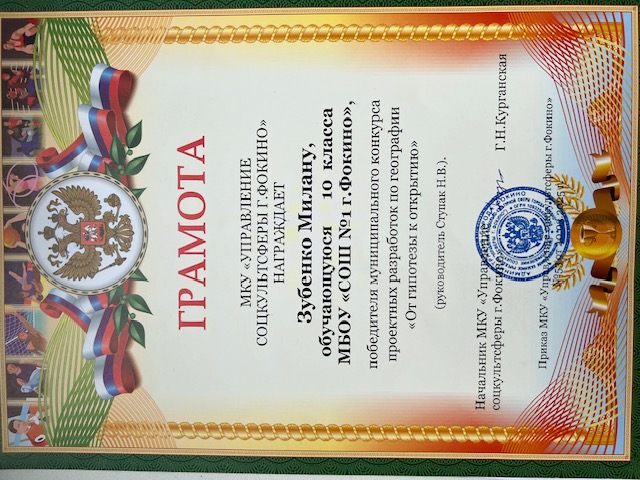 ГРАМОТА
МКУ «УПРАВЛЕНИЕ
СОЦКУЛЬТСФЕРЫ Г.ФОКИНО»
НАГРАЖДАЕТ
Зубенко Милану,
обучающуюся 10 класса
МБОУ «СОШ №1 г.Фокино»,
победителя муниципального конкурса
проектных разработок по географии
«От гипотезы к открытию»
(руководитель Ступак Н.В.).
Начальник МКУ «Управление
соцкультсферы г.Фокино» Г.Н.Курганская
Приказ МКУ «Управление соцкультсферы г.Фокино»